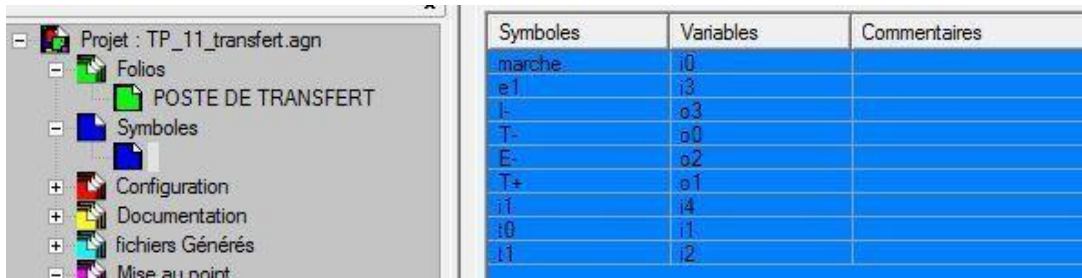 Projet : TP_11_transfert.agn
Folios
POSTE DE TRANSFERT
Symboles
Configuration
Documentation
fichiers Générés
Mise au point
Symboles Variables Commentaires
marche i0
e1 i3
I- o3
T- o0
E- o2
T+ o1
i1 i4
t0 i1
t1 i2